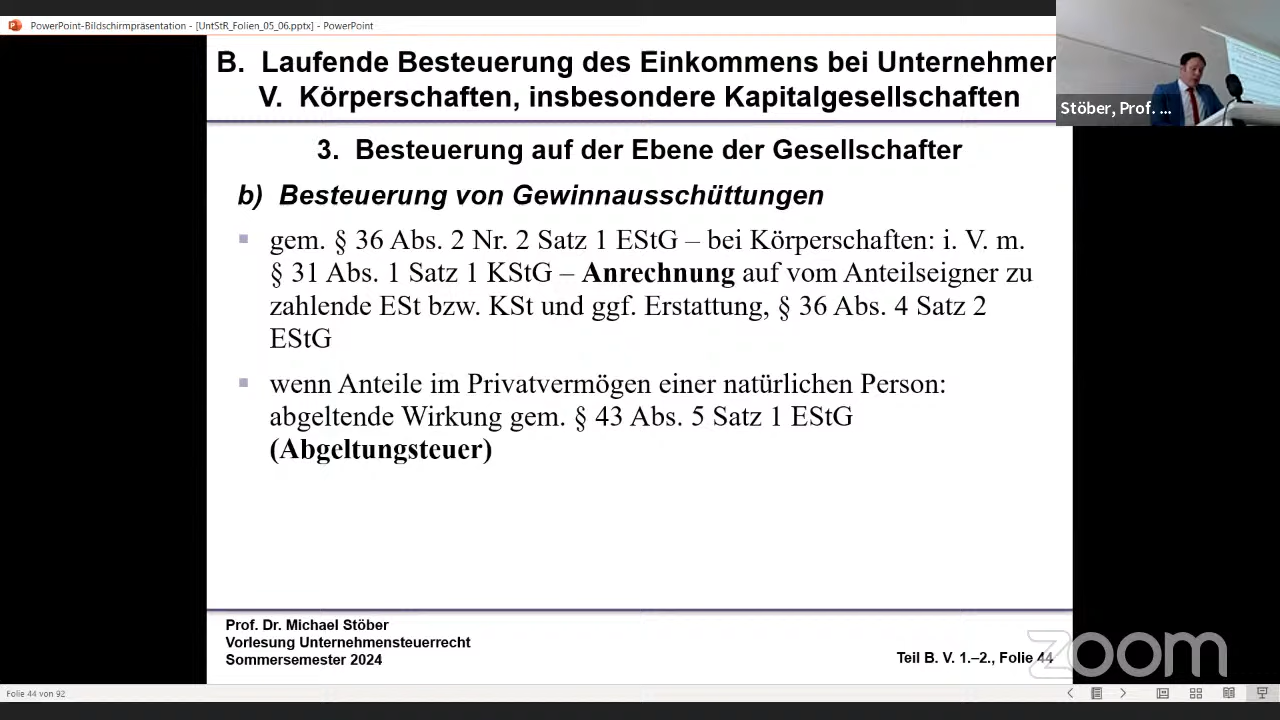 PowerPoint-Bildschirmpräsentation - [UntStR_Folien_05_06.pptx] - PowerPoint
B. Laufende Besteuerung des Einkommens bei Unternehmen
V. Körperschaften, insbesondere Kapitalgesellschaften
Stöber, Prof. ...
3. Besteuerung auf der Ebene der Gesellschafter
b) Besteuerung von Gewinnausschüttungen
gem. § 36 Abs. 2 Nr. 2 Satz 1 EStG – bei Körperschaften: i. V. m.
§ 31 Abs. 1 Satz 1 KStG – Anrechnung auf vom Anteilseigner zu
zahlende ESt bzw. KSt und ggf. Erstattung, § 36 Abs. 4 Satz 2
EStG
wenn Anteile im Privatvermögen einer natürlichen Person:
abgeltende Wirkung gem. § 43 Abs. 5 Satz 1 EStG
(Abgeltungsteuer)
Prof. Dr. Michael Stöber
Vorlesung Unternehmensteuerrecht
Sommersemester 2024
Teil B. V. 1.–2., Folie 44
zoom
Folie 44 von 92